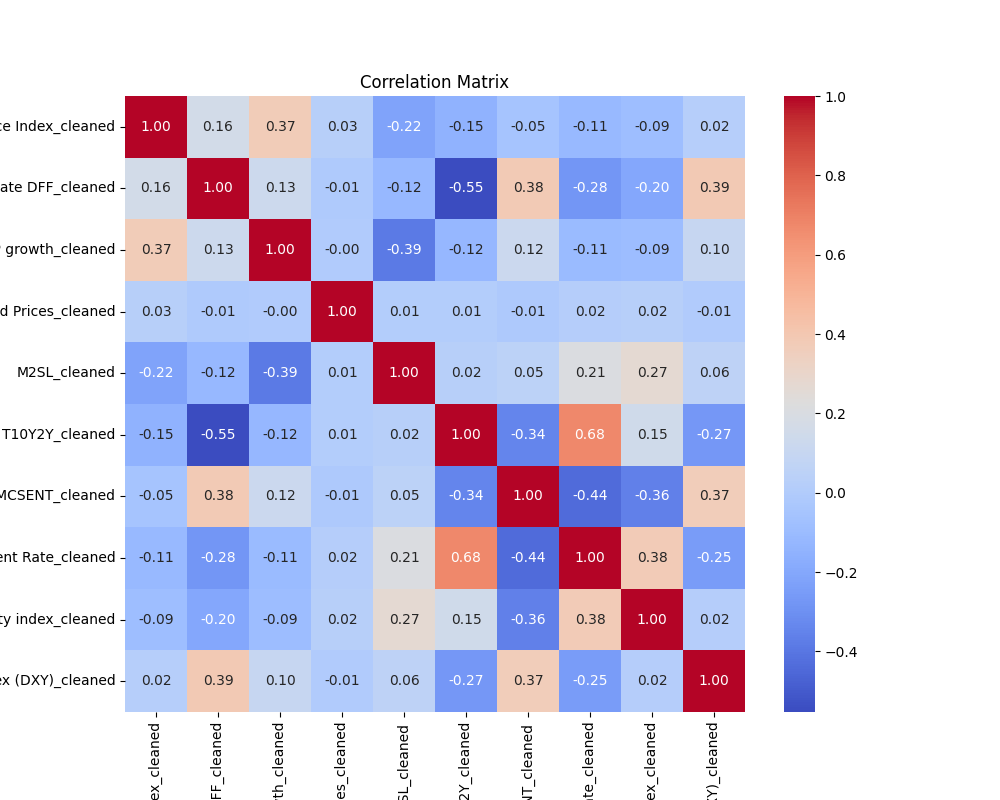 Correlation Matrix
ce Index_cleaned 1.00 0.16 0.37 0.03 -0.22 -0.15 -0.05 -0.11 -0.09 0.02
ate DFF_cleaned 0.16 1.00 0.13 -0.01 -0.12 -0.55 0.38 -0.28 -0.20 0.39
growth_cleaned 0.37 0.13 1.00 -0.00 -0.39 -0.12 0.12 -0.11 -0.09 0.10
d Prices_cleaned 0.03 -0.01 -0.00 1.00 0.01 0.01 -0.01 0.02 0.02 -0.01
M2SL_cleaned -0.22 -0.12 -0.39 0.01 1.00 0.02 0.05 0.21 0.27 0.06
T10Y2Y_cleaned -0.15 -0.55 -0.12 0.01 0.02 1.00 -0.34 0.68 0.15 -0.27
MCSENT_cleaned -0.05 0.38 0.12 -0.01 0.05 -0.34 1.00 -0.44 -0.36 0.37
ent Rate_cleaned -0.11 -0.28 -0.11 0.02 0.21 0.68 -0.44 1.00 0.38 -0.25
ty index_cleaned -0.09 -0.20 -0.09 0.02 0.27 0.15 -0.36 0.38 1.00 0.02
ex (DXY)_cleaned 0.02 0.39 0.10 -0.01 0.06 -0.27 0.37 -0.25 0.02 1.00
ex_cleaned
FF_cleaned
th_cleaned
es_cleaned
SL_cleaned
2Y_cleaned
NT_cleaned
ate_cleaned
ex_cleaned
Y)_cleaned
1.0
0.8
0.6
0.4
0.2
0.0
−0.2
−0.4